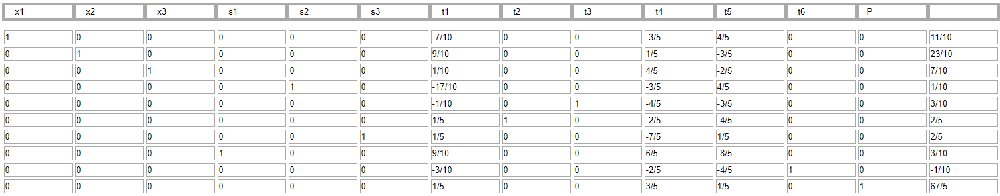 x1 x2 x3 s1 s2 s3 t1 t2 t3 t4 t5 t6 P
1 0 0 0 0 0 -7/10 0 0 -3/5 4/5 0 0 11/10
0 1 0 0 0 0 9/10 0 0 1/5 -3/5 0 0 23/10
0 0 1 0 0 0 1/10 0 0 4/5 -2/5 0 0 7/10
0 0 0 0 1 0 -17/10 0 0 -3/5 4/5 0 0 1/10
0 0 0 0 0 0 -1/10 0 1 -4/5 -3/5 0 0 3/10
0 0 0 0 0 0 1/5 1 0 -2/5 -4/5 0 0 2/5
0 0 0 0 0 1 1/5 0 0 -7/5 1/5 0 0 2/5
0 0 0 1 0 0 9/10 0 0 6/5 -8/5 0 0 3/10
0 0 0 0 0 0 -3/10 0 0 -2/5 -4/5 1 0 -1/10
0 0 0 0 0 0 1/5 0 0 3/5 1/5 0 1 67/5